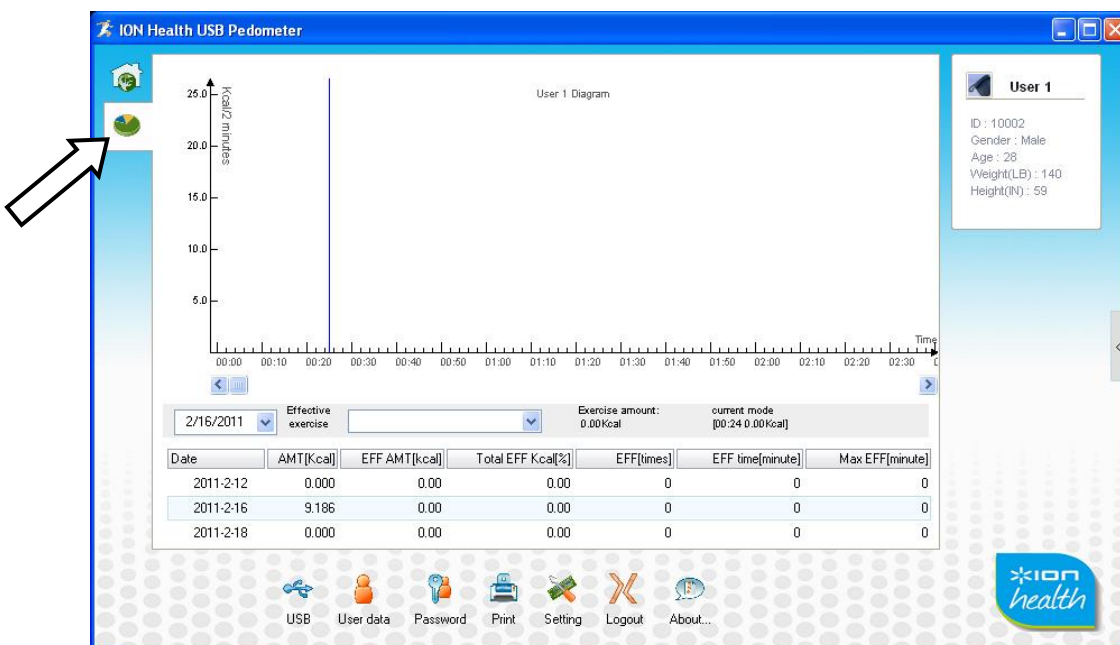 ION Health USB Pedometer
User 1 Diagram
Kcal/2 minutes
25.0
20.0
15.0
10.0
5.0
Time
00:00 00:10 00:20 00:30 00:40 00:50 01:00 01:10 01:20 01:30 01:40 01:50 02:00 02:10 02:20 02:30
User 1
ID : 10002
Gender : Male
Age : 28
Weight(LB) : 140
Height(IN) : 59
2/16/2011
Effective
exercise
Exercise amount:
0.00Kcal
current mode
[00:24 0.00Kcal]
Date AMT[Kcal] EFF AMT[kcal] Total EFF Kcal[%] EFF[times] EFF time[minute] Max EFF[minute]
2011-2-12 0.000 0.00 0.00 0 0 0
2011-2-16 9.186 0.00 0.00 0 0 0
2011-2-18 0.000 0.00 0.00 0 0 0
USB User data Password Print Setting Logout About...
ion
health